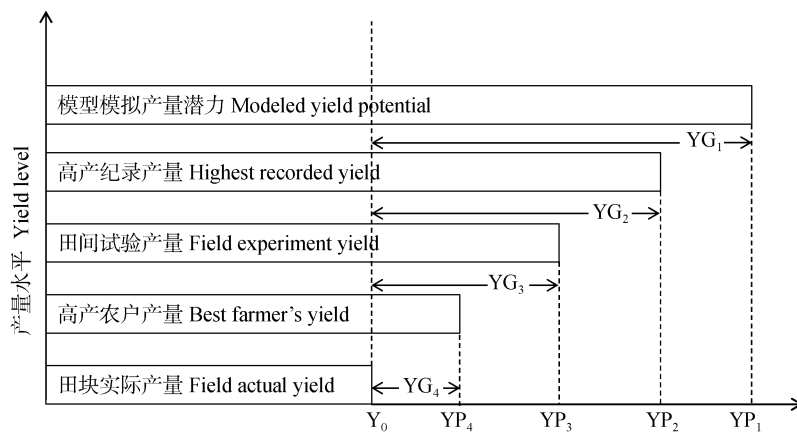 模型模拟产量潜力 Modeled yield potential
YG₁
高产纪录产量 Highest recorded yield
YG₂
田间试验产量 Field experiment yield
YG₃
高产农户产量 Best farmer’s yield
田块实际产量 Field actual yield
YG₄
产量水平 Yield level
Y₀ YP₄ YP₃ YP₂ YP₁